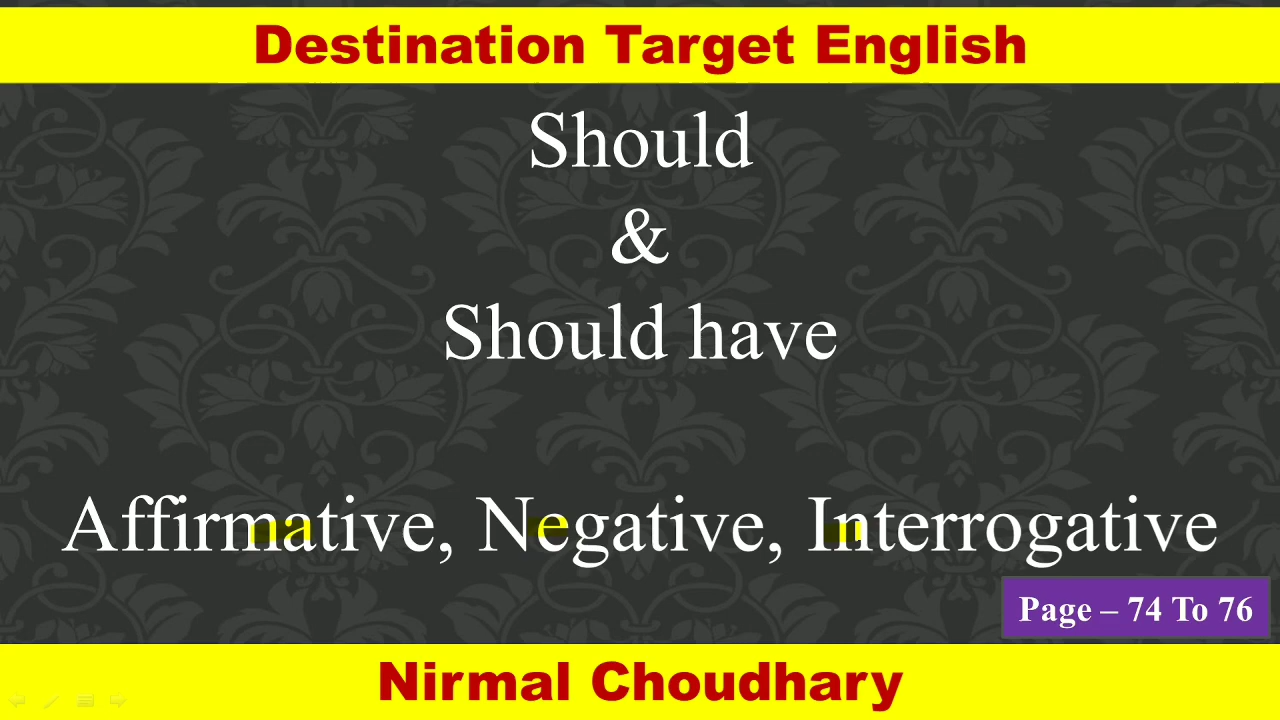 Destination Target English
Should
&
Should have
Affirmative, Negative, Interrogative
Page – 74 To 76
Nirmal Choudhary